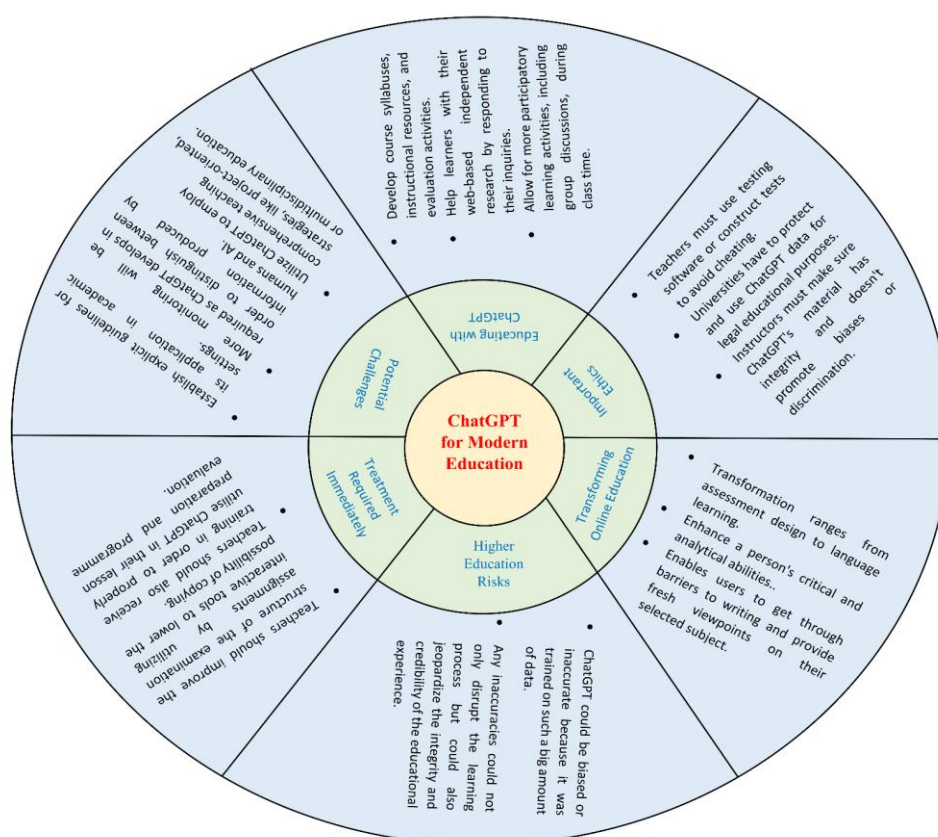 ChatGPT
for Modern
Education
Educating with
ChatGPT
• Develop course syllabuses,
instructional resources, and
evaluation activities.
• Help learners with their
web-based independent
research by responding to
their inquiries.
• Allow for more participatory
learning activities, including
group discussions, during
class time.
Important
Ethics
• Teachers must use testing
software or construct tests
to avoid cheating.
• Universities have to protect
and use ChatGPT data for
legal educational purposes.
• Instructors must make sure
ChatGPT's material has
integrity and doesn't
promote biases or
discrimination.
Transforming
Online Education
• Transformation ranges from
assessment design to language
learning.
• Enhance a person's critical and
analytical abilities..
• Enables users to get through
barriers to writing and provide
fresh viewpoints on their
selected subject.
Higher
Education
Risks
• ChatGPT could be biased or
inaccurate because it was
trained on such a big amount
of data.
• Any inaccuracies could not
only disrupt the learning
process but could also
jeopardize the integrity and
credibility of the educational
experience.
Treatment
Required
Immediately
• Teachers should improve the
structure of the examination
assignments by utilizing
interactive tools to lower the
possibility of copying.
• Teachers should also receive
training in order to properly
utilise ChatGPT in their lesson
preparation and programme
evaluation.
Potential
Challenges
• Establish explicit guidelines for
its application in academic
settings.
• More monitoring will be
required as ChatGPT develops in
order to distinguish between
information produced by
humans and AI.
• Utilize ChatGPT to employ
comprehensive teaching
strategies, like project-oriented,
or multidisciplinary education.